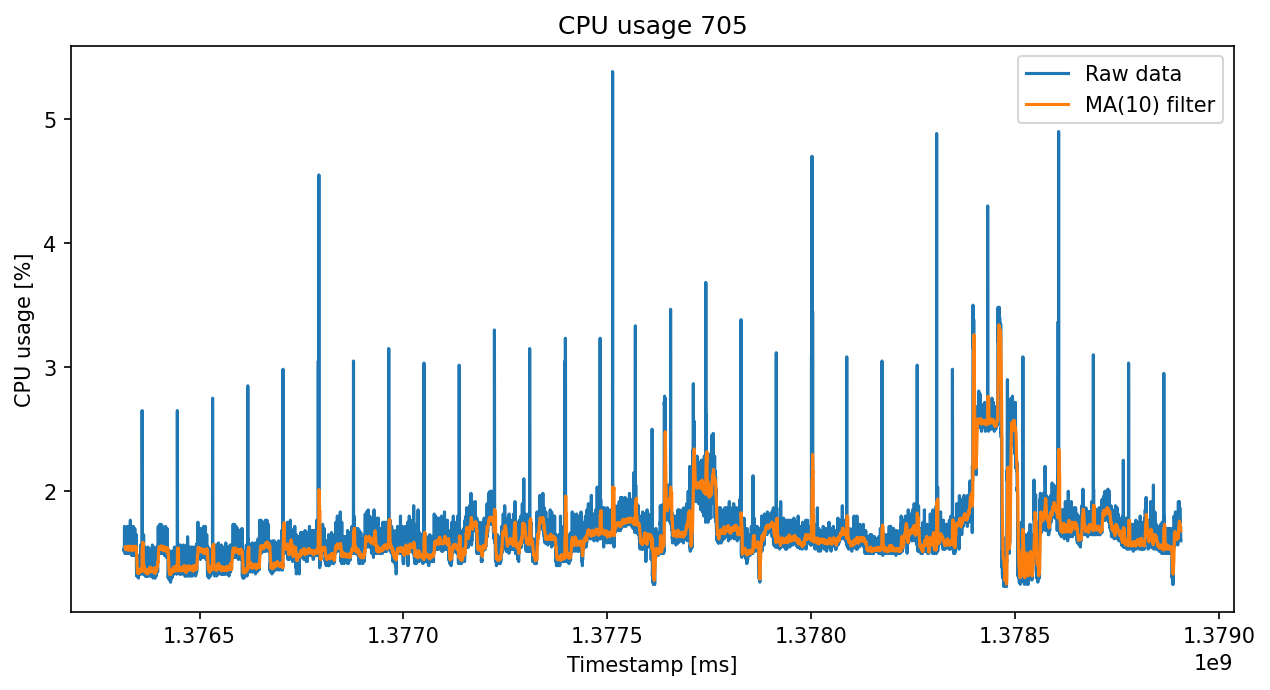 CPU usage 705
Raw data
MA(10) filter
CPU usage [%]
5
4
3
2
1.3765 1.3770 1.3775 1.3780 1.3785 1.3790
1e9
Timestamp [ms]